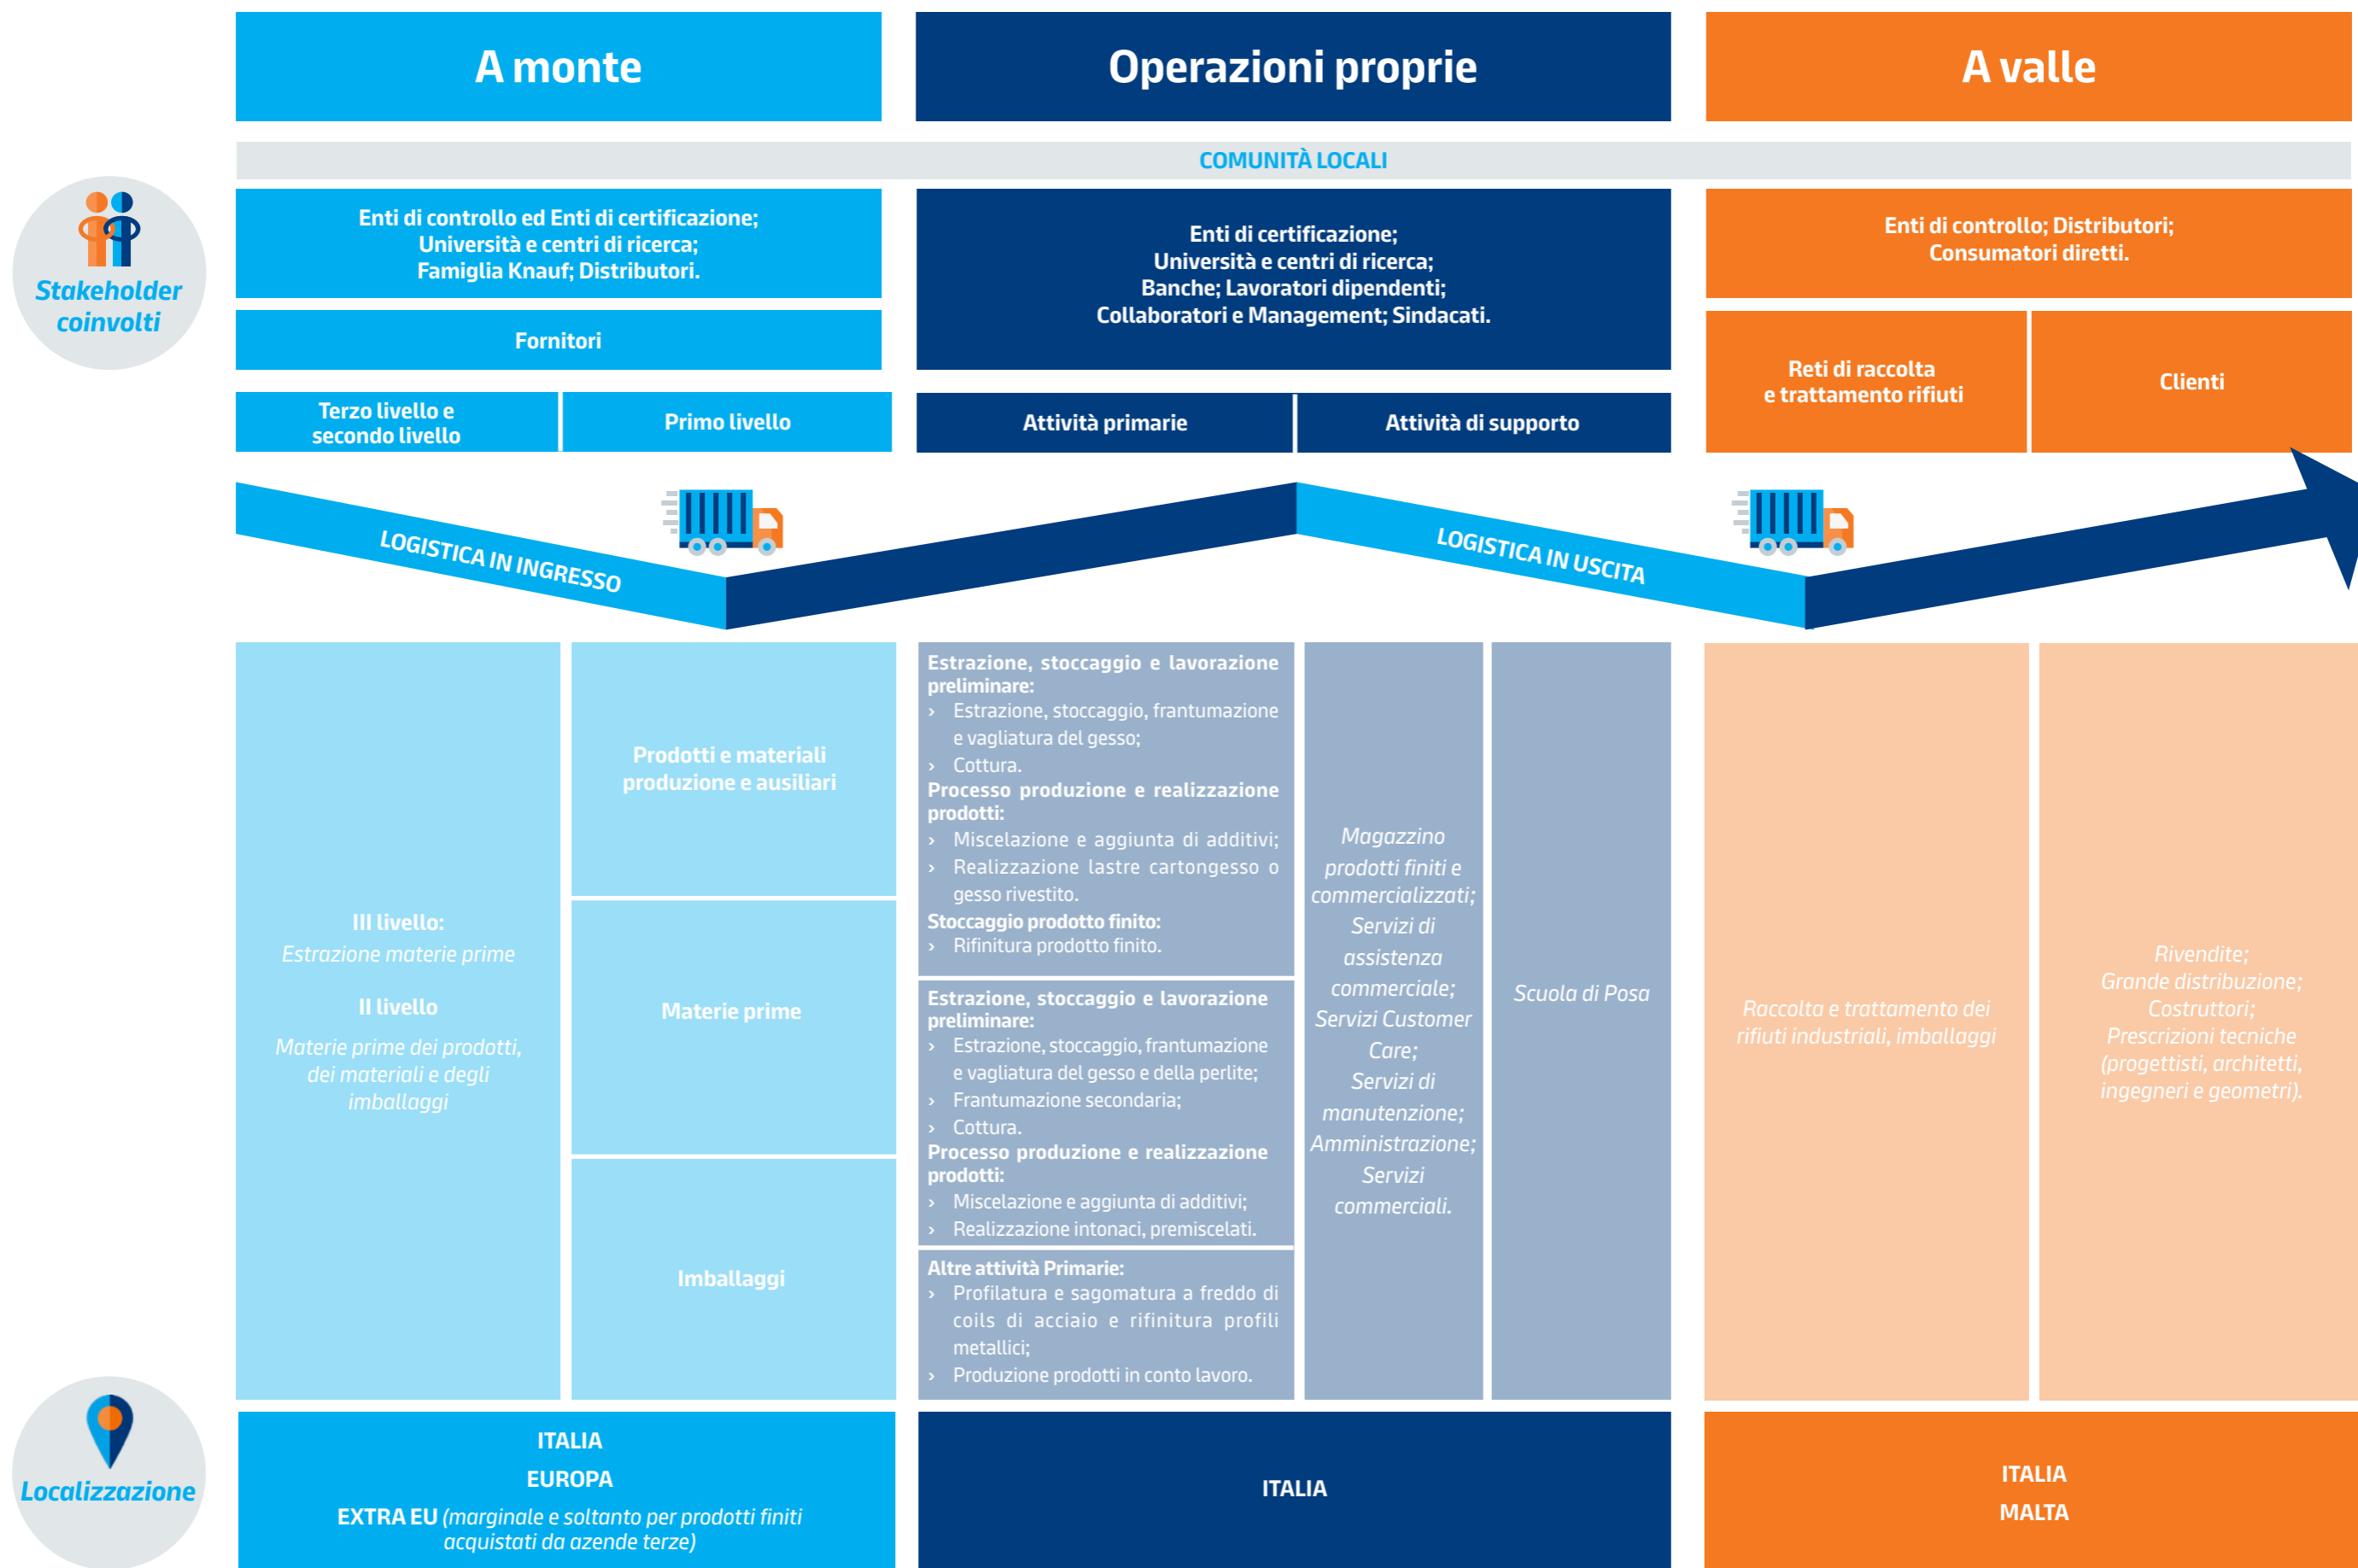 A monte
Operazioni proprie
A valle
COMUNITÀ LOCALI
Stakeholder
coinvolti
Enti di controllo ed Enti di certificazione;
Università e centri di ricerca;
Famiglia Knauf; Distributori.
Fornitori
Terzo livello e
secondo livello
Primo livello
Enti di certificazione;
Università e centri di ricerca;
Banche; Lavoratori dipendenti;
Collaboratori e Management; Sindacati.
Attività primarie
Attività di supporto
Enti di controllo; Distributori;
Consumatori diretti.
Reti di raccolta
e trattamento rifiuti
Clienti
LOGISTICA IN INGRESSO
LOGISTICA IN USCITA
III livello:
Estrazione materie prime
II livello
Materie prime dei prodotti,
dei materiali e degli
imballaggi
Prodotti e materiali
produzione e ausiliari
Materie prime
Imballaggi
Estrazione, stoccaggio e lavorazione
preliminare:
› Estrazione, stoccaggio, frantumazione
e vagliatura del gesso;
› Cottura.
Processo produzione e realizzazione
prodotti:
› Miscelazione e aggiunta di additivi;
› Realizzazione lastre cartongesso o
gesso rivestito.
Stoccaggio prodotto finito:
› Rifinitura prodotto finito.
Estrazione, stoccaggio e lavorazione
preliminare:
› Estrazione, stoccaggio, frantumazione
e vagliatura del gesso e della perlite;
› Frantumazione secondaria;
› Cottura.
Processo produzione e realizzazione
prodotti:
› Miscelazione e aggiunta di additivi;
› Realizzazione intonaci, premiscelati.
Altre attività Primarie:
› Profilatura e sagomatura a freddo di
coils di acciaio e rifinitura profili
metallici;
› Produzione prodotti in conto lavoro.
Magazzino
prodotti finiti e
commercializzati;
Servizi di
assistenza
commerciale;
Servizi Customer
Care;
Servizi di
manutenzione;
Amministrazione;
Servizi
commerciali.
Scuola di Posa
Raccolta e trattamento dei
rifiuti industriali, imballaggi
Rivendite;
Grande distribuzione;
Costruttori;
Prescrizioni tecniche
(progettisti, architetti,
ingegneri e geometri).
Localizzazione
ITALIA
EUROPA
EXTRA EU (marginale e soltanto per prodotti finiti
acquistati da azende terze)
ITALIA
ITALIA
MALTA